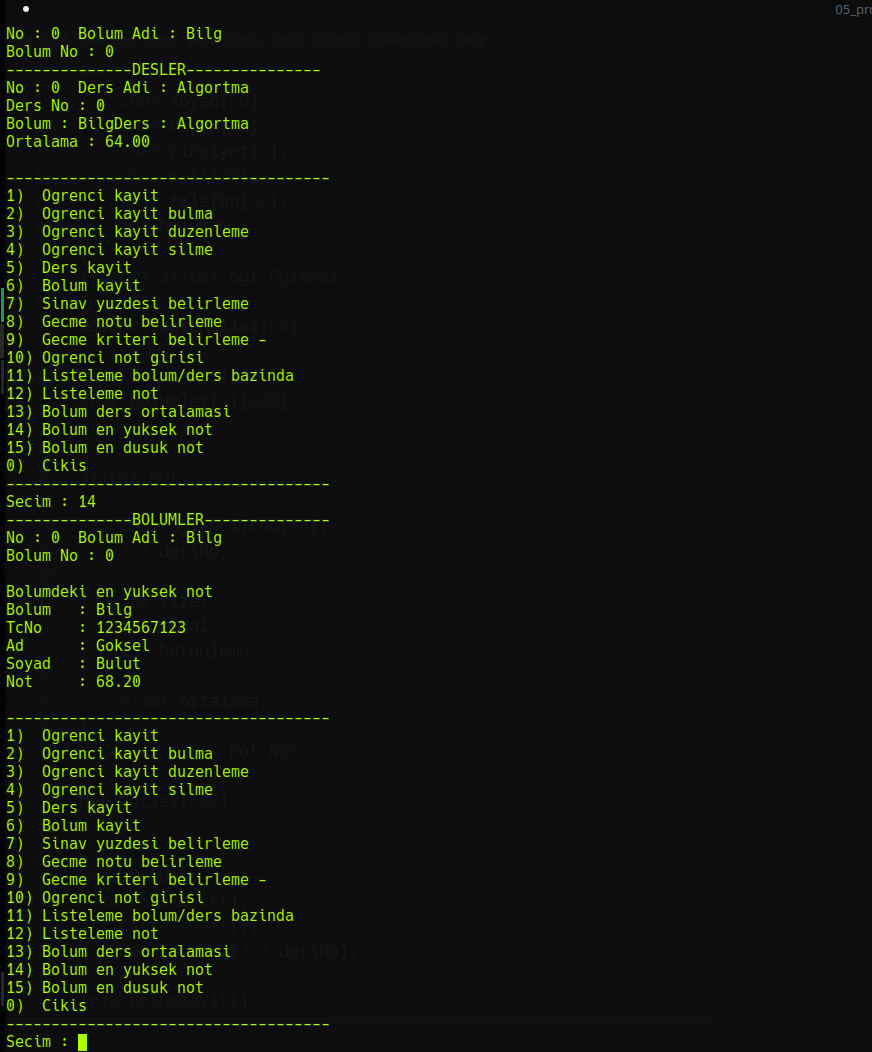 05_pro
No : 0  Bolum Adi : Bilg
Bolum No : 0
--------------DESLER---------------
No : 0  Ders Adi : Algortma
Ders No : 0
Bolum : BilgDers : Algortma
Ortalama : 64.00
------------------------------------
1)  Ogrenci kayit
2)  Ogrenci kayit bulma
3)  Ogrenci kayit duzenleme
4)  Ogrenci kayit silme
5)  Ders kayit
6)  Bolum kayit
7)  Sinav yuzdesi belirleme
8)  Gecme notu belirleme
9)  Gecme kriteri belirleme -
10) Ogrenci not girisi
11) Listeleme bolum/ders bazinda
12) Listeleme not
13) Bolum ders ortalamasi
14) Bolum en yuksek not
15) Bolum en dusuk not
0)  Cikis
------------------------------------
Secim : 14
--------------BOLUMLER--------------
No : 0  Bolum Adi : Bilg
Bolum No : 0
Bolumdeki en yuksek not
Bolum   : Bilg
TcNo    : 1234567123
Ad      : Goksel
Soyad   : Bulut
Not     : 68.20
------------------------------------
1)  Ogrenci kayit
2)  Ogrenci kayit bulma
3)  Ogrenci kayit duzenleme
4)  Ogrenci kayit silme
5)  Ders kayit
6)  Bolum kayit
7)  Sinav yuzdesi belirleme
8)  Gecme notu belirleme
9)  Gecme kriteri belirleme -
10) Ogrenci not girisi
11) Listeleme bolum/ders bazinda
12) Listeleme not
13) Bolum ders ortalamasi
14) Bolum en yuksek not
15) Bolum en dusuk not
0)  Cikis
------------------------------------
Secim :